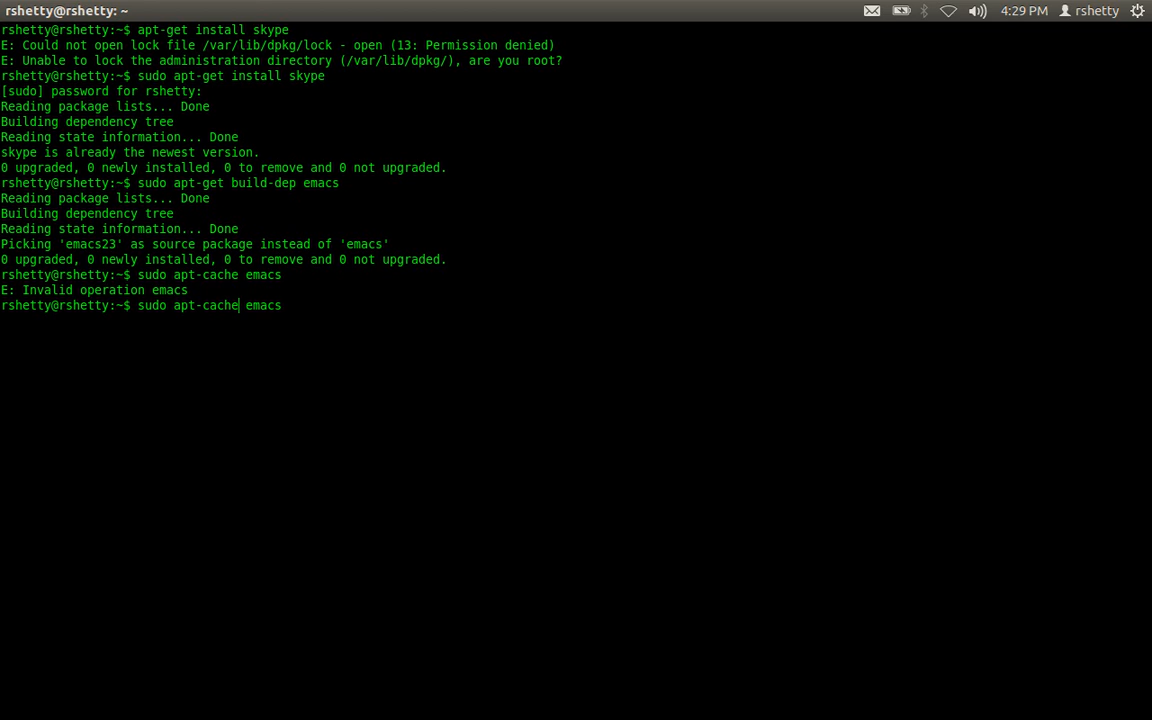 rshetty@rshetty: ~
4:29 PM
rshetty
rshetty@rshetty:~$ apt-get install skype
E: Could not open lock file /var/lib/dpkg/lock - open (13: Permission denied)
E: Unable to lock the administration directory (/var/lib/dpkg/), are you root?
rshetty@rshetty:~$ sudo apt-get install skype
[sudo] password for rshetty:
Reading package lists... Done
Building dependency tree
Reading state information... Done
skype is already the newest version.
0 upgraded, 0 newly installed, 0 to remove and 0 not upgraded.
rshetty@rshetty:~$ sudo apt-get build-dep emacs
Reading package lists... Done
Building dependency tree
Reading state information... Done
Picking 'emacs23' as source package instead of 'emacs'
0 upgraded, 0 newly installed, 0 to remove and 0 not upgraded.
rshetty@rshetty:~$ sudo apt-cache emacs
E: Invalid operation emacs
rshetty@rshetty:~$ sudo apt-cache emacs